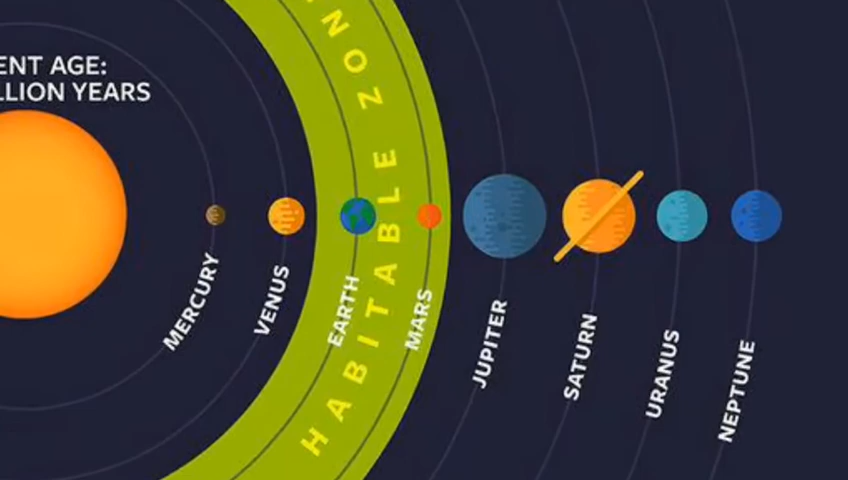 ENT AGE:
LLION YEARS
HABITABLE ZON
MERCURY
VENUS
EARTH
MARS
JUPITER
SATURN
URANUS
NEPTUNE